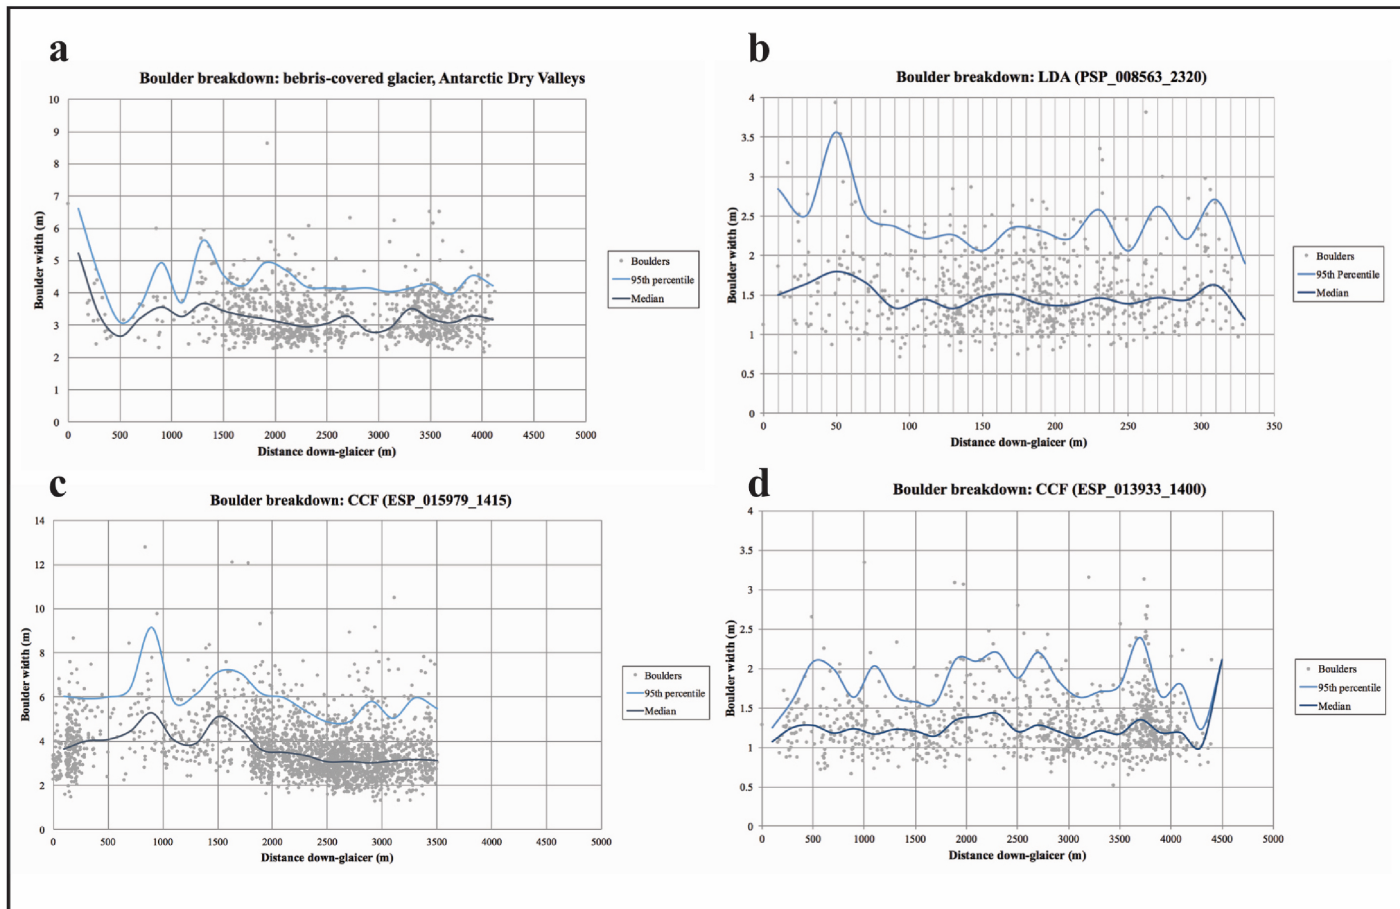 a
Boulder breakdown: bebris-covered glacier, Antarctic Dry Valleys
10
9
8
7
6
5
4
3
2
1
0
Boulder width (m)
0 500 1000 1500 2000 2500 3000 3500 4000 4500 5000
Distance down-glaicer (m)
Boulders
95th percentile
Median
b
Boulder breakdown: LDA (PSP_008563_2320)
4
3.5
3
2.5
2
1.5
1
0.5
0
Boulder width (m)
0 50 100 150 200 250 300 350
Distance down-glaicer (m)
Boulders
95th Percentile
Median
c
Boulder breakdown: CCF (ESP_015979_1415)
14
12
10
8
6
4
2
0
Boulder width (m)
0 500 1000 1500 2000 2500 3000 3500 4000 4500 5000
Distance down-glaicer (m)
Boulders
95th percentile
Median
d
Boulder breakdown: CCF (ESP_013933_1400)
4
3.5
3
2.5
2
1.5
1
0.5
0
Boulder width (m)
0 500 1000 1500 2000 2500 3000 3500 4000 4500 5000
Distance down-glaicer (m)
Boulders
95th percentile
Median